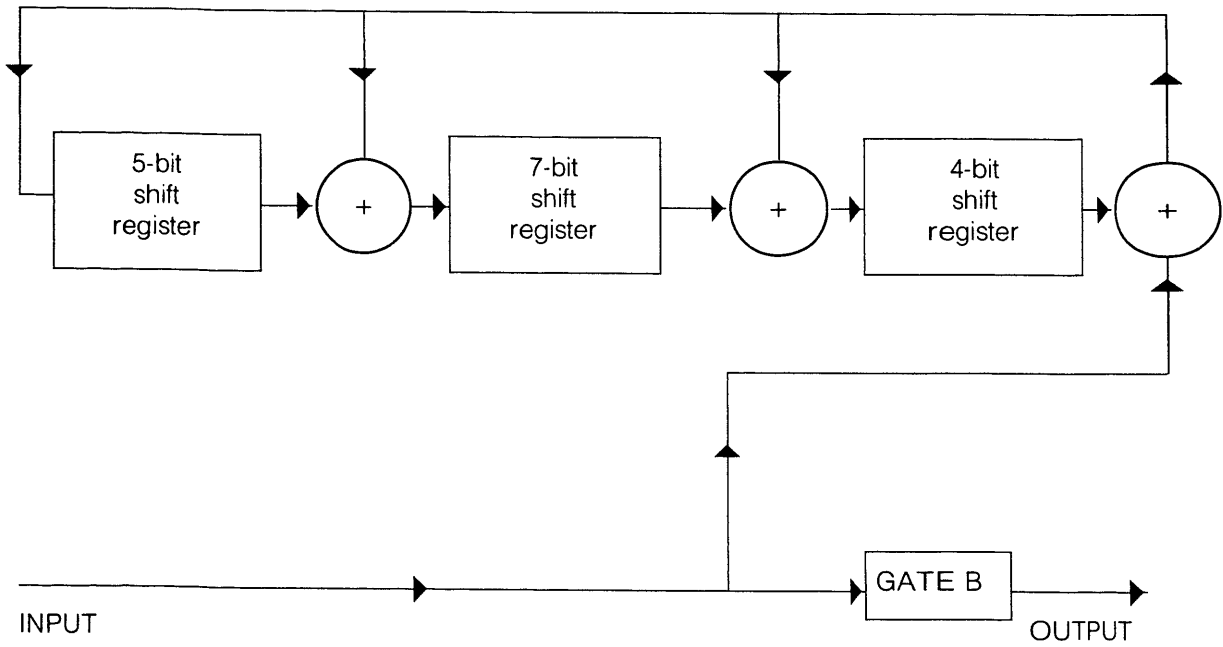 5-bit
shift
register
+
7-bit
shift
register
+
4-bit
shift
register
+
GATE B
INPUT
OUTPUT